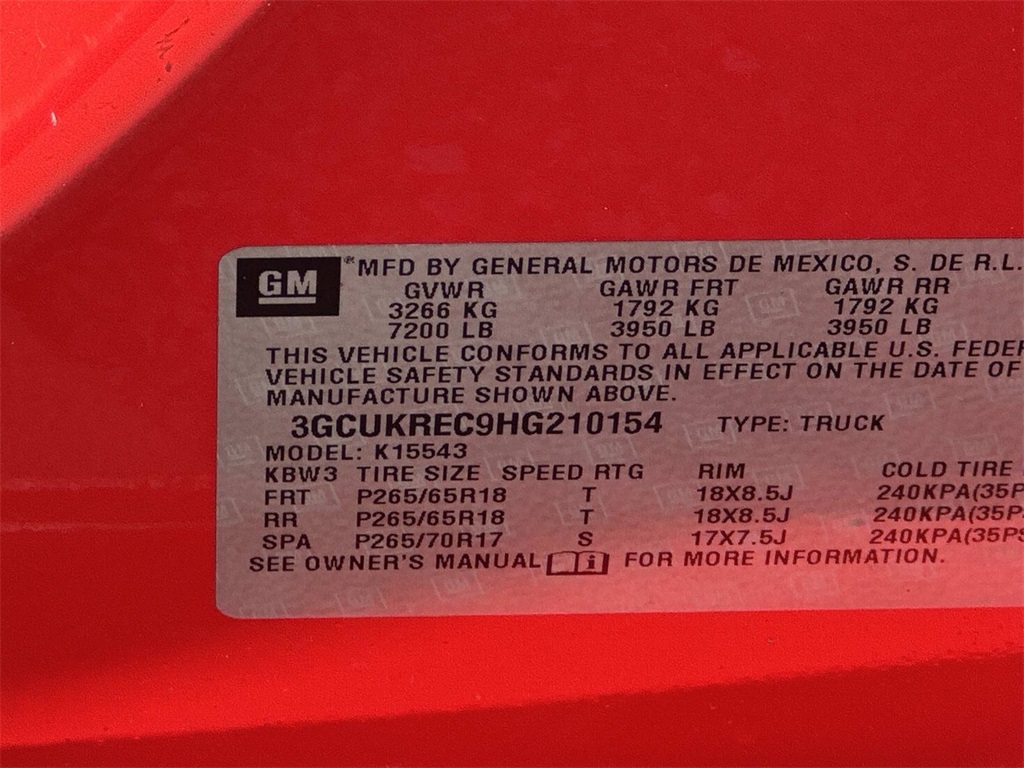 GM ® MFD BY GENERAL MOTORS DE MEXICO, S. DE R.L.
GVWR GAWR FRT GAWR RR
3266 KG 1792 KG 1792 KG
7200 LB 3950 LB 3950 LB
THIS VEHICLE CONFORMS TO ALL APPLICABLE U.S. FEDER
VEHICLE SAFETY STANDARDS IN EFFECT ON THE DATE OF
MANUFACTURE SHOWN ABOVE.
3GCUKREC9HG210154 TYPE: TRUCK
MODEL: K15543
KBW3 TIRE SIZE SPEED RTG RIM COLD TIRE
FRT P265/65R18 T 18X8.5J 240KPA(35P
RR P265/65R18 T 18X8.5J 240KPA(35PS
SPA P265/70R17 S 17X7.5J 240KPA(35PS
SEE OWNER'S MANUAL i FOR MORE INFORMATION.